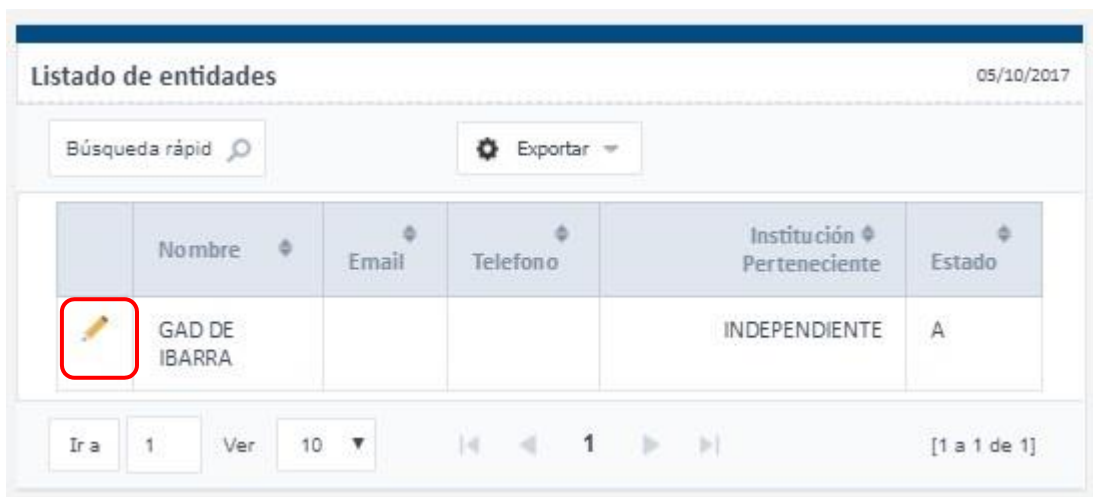 Listado de entidades 05/10/2017
Búsqueda rápid Exportar
Nombre Email Telefono Institución Perteneciente Estado
GAD DE IBARRA INDEPENDIENTE A
Ir a 1 Ver 10 1 [1 a 1 de 1]